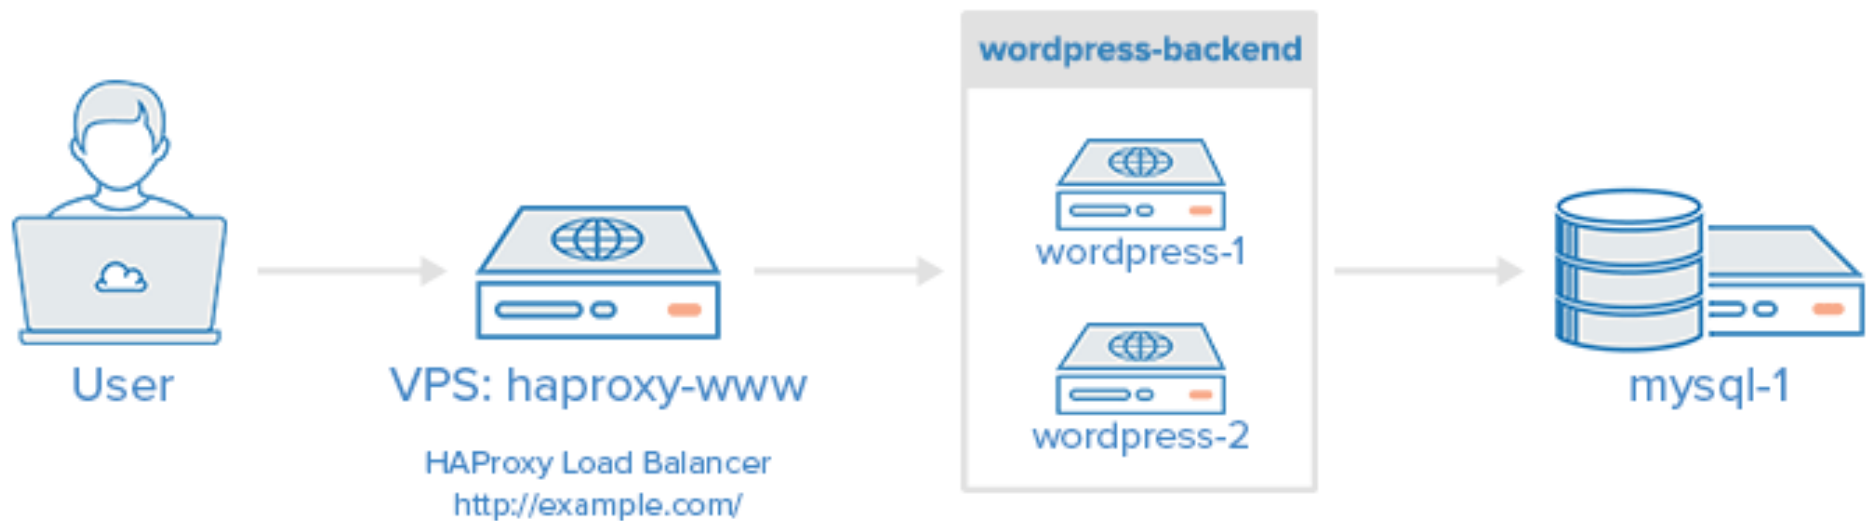 wordpress-backend
wordpress-1
wordpress-2
User
VPS: haproxy-www
mysql-1
HAProxy Load Balancer
http://example.com/